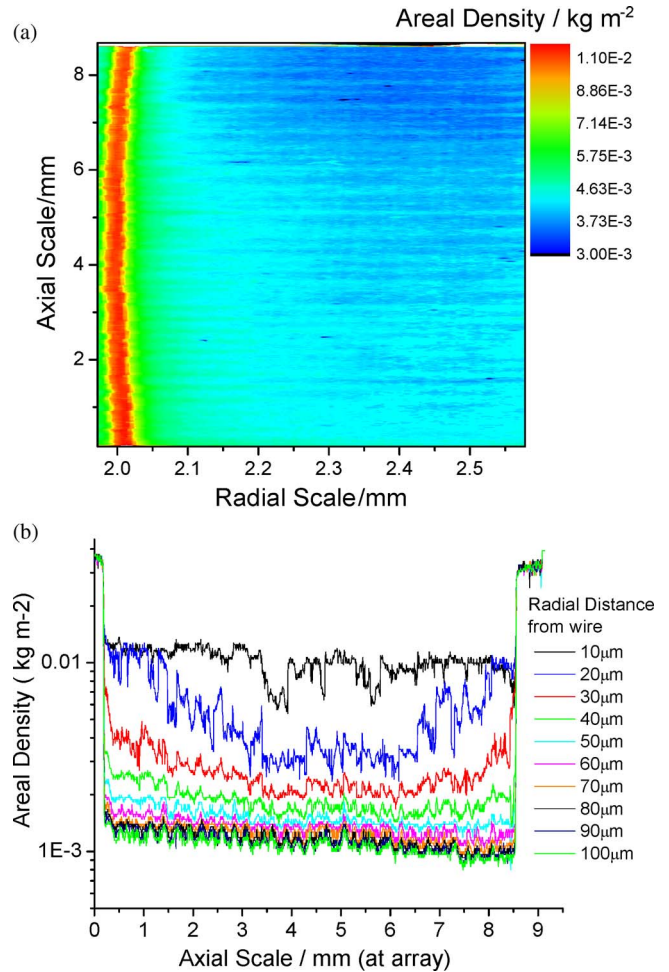 (a)
Areal Density / kg m⁻²
1.10E-2
8.86E-3
7.14E-3
5.75E-3
4.63E-3
3.73E-3
3.00E-3
8
6
4
2
Axial Scale/mm
2.0 2.1 2.2 2.3 2.4 2.5
Radial Scale/mm
(b)
Areal Density ( kg m-2)
0.01
1E-3
Radial Distance
from wire
10µm
20µm
30µm
40µm
50µm
60µm
70µm
80µm
90µm
100µm
0 1 2 3 4 5 6 7 8 9
Axial Scale / mm (at array)